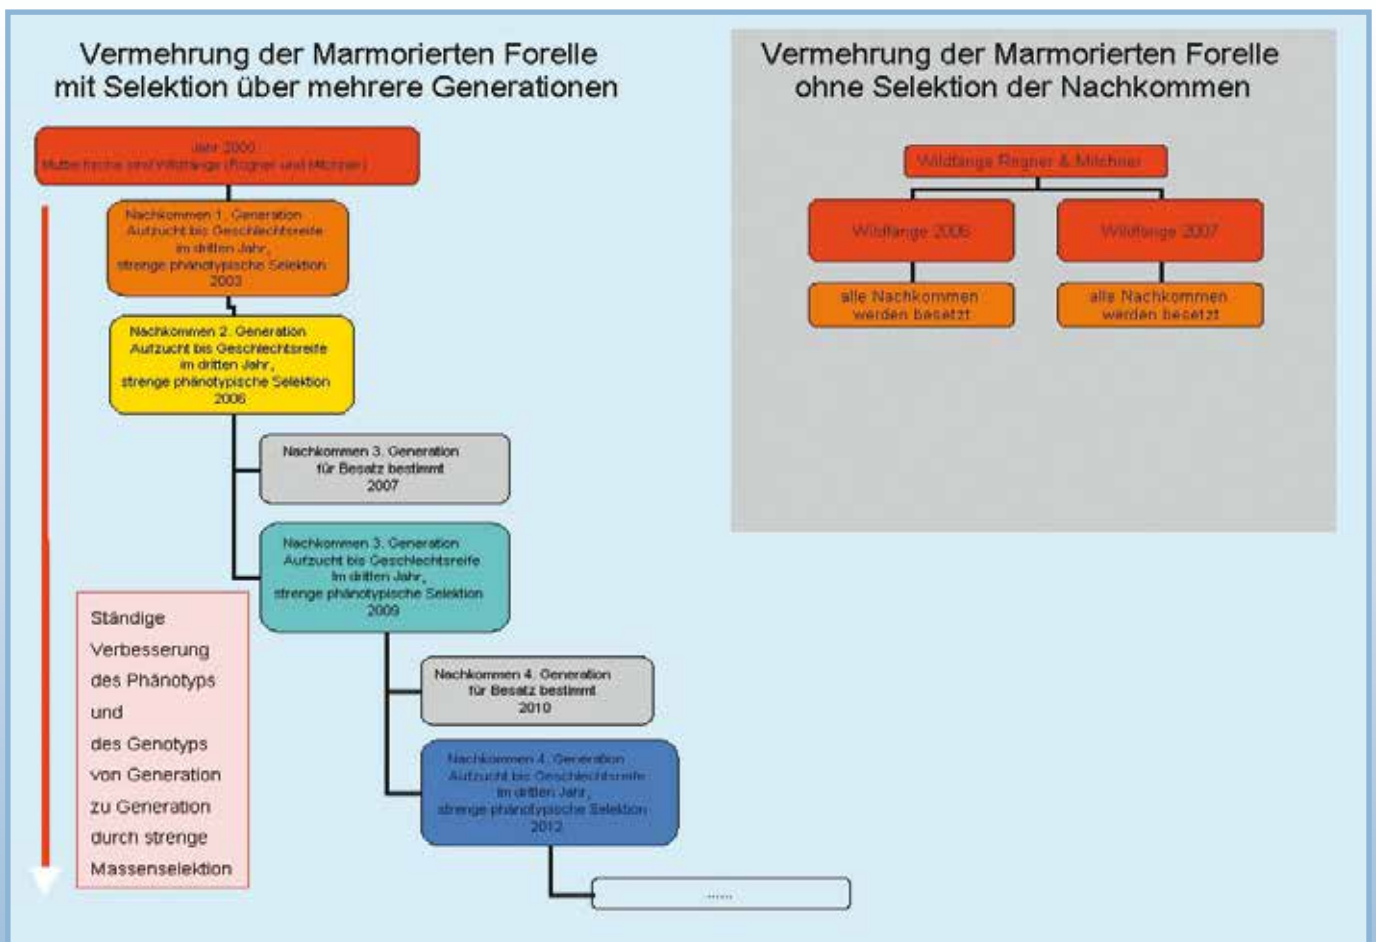 Vermehrung der Marmorierten Forelle
mit Selektion über mehrere Generationen
Jahr 2000
Mutterfische sind Wildfänge (Rogner und Milchner)
Nachkommen 1. Generation
Aufzucht bis Geschlechtsreife
im dritten Jahr,
strenge phänotypische Selektion
2003
Nachkommen 2. Generation
Aufzucht bis Geschlechtsreife
im dritten Jahr,
strenge phänotypische Selektion
2006
Nachkommen 3. Generation
für Besatz bestimmt
2007
Nachkommen 3. Generation
Aufzucht bis Geschlechtsreife
im dritten Jahr,
strenge phänotypische Selektion
2009
Nachkommen 4. Generation
für Besatz bestimmt
2010
Nachkommen 4. Generation
Aufzucht bis Geschlechtsreife
im dritten Jahr,
strenge phänotypische Selektion
2012
......
Ständige
Verbesserung
des Phänotyps
und
des Genotyps
von Generation
zu Generation
durch strenge
Massenselektion
Vermehrung der Marmorierten Forelle
ohne Selektion der Nachkommen
Wildfänge Rogner & Milchner
Wildfänge 2006
Wildfänge 2007
alle Nachkommen
werden besetzt
alle Nachkommen
werden besetzt